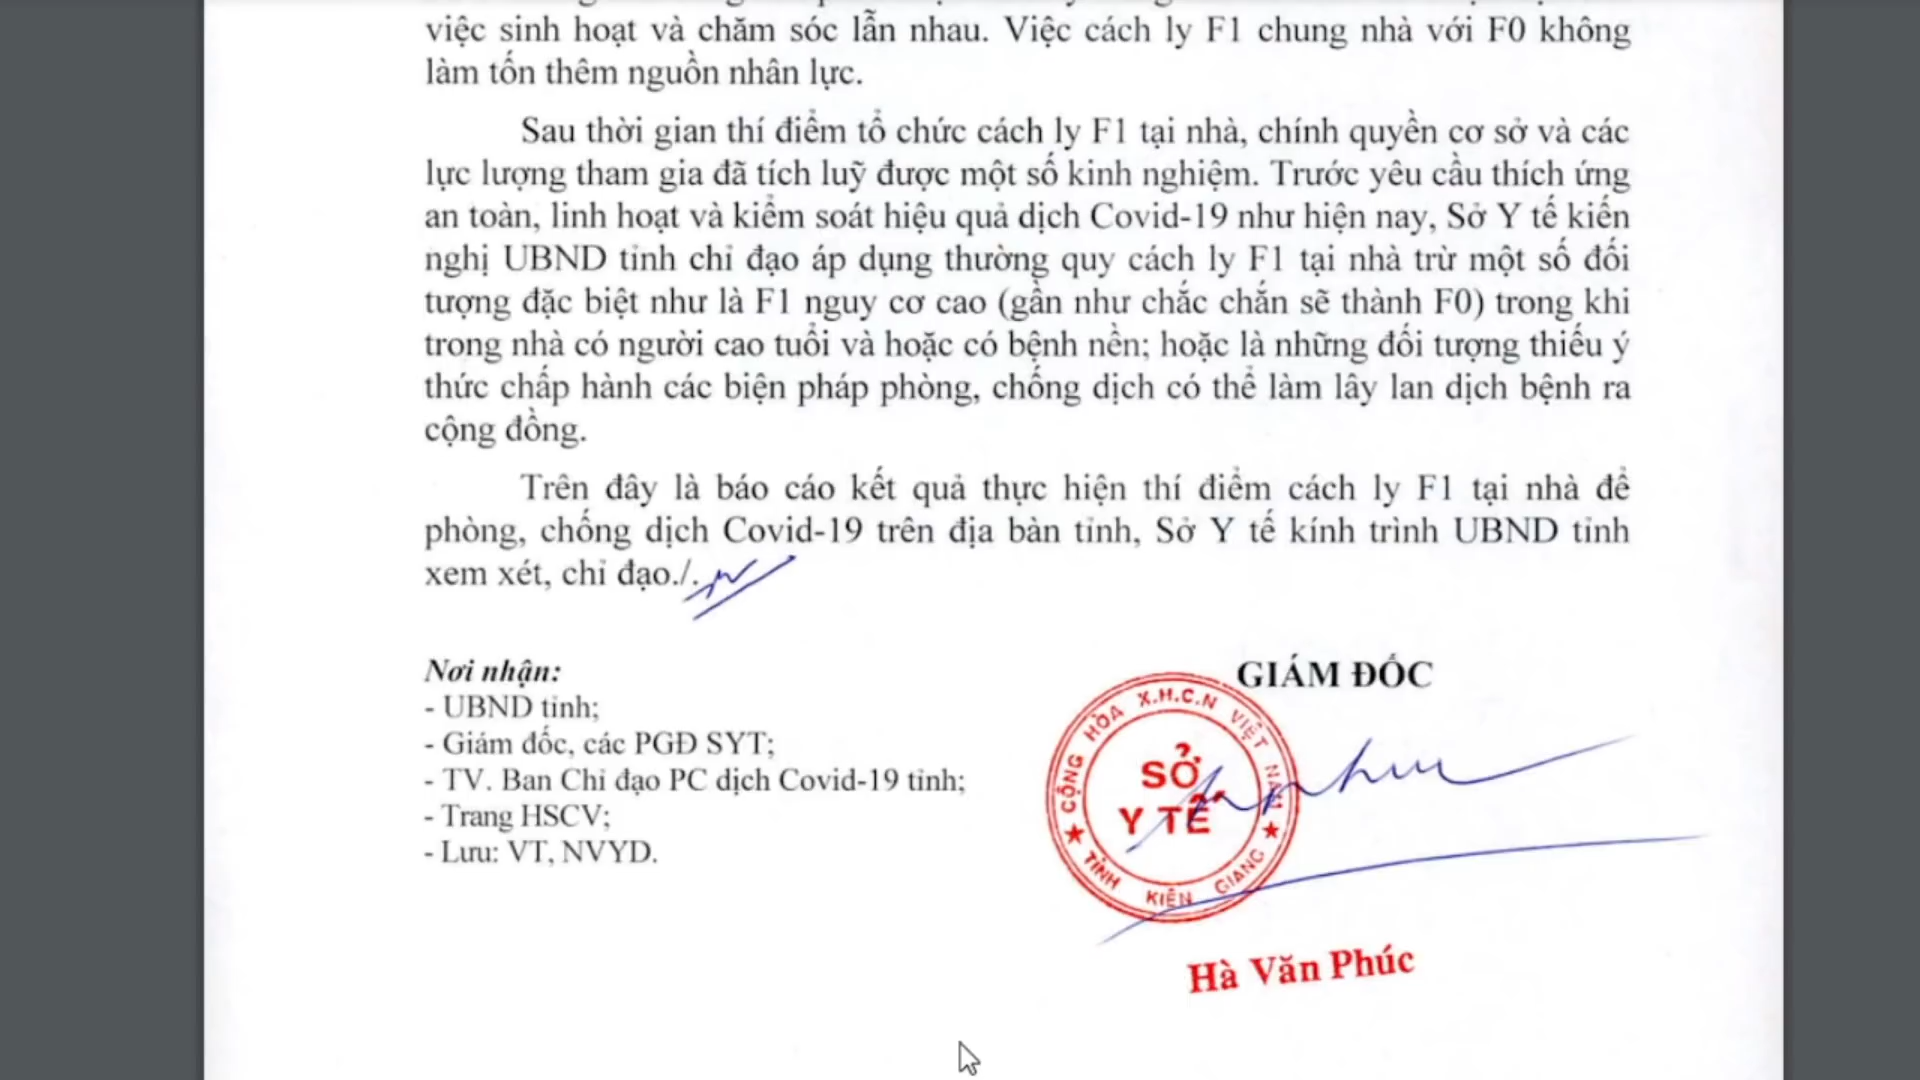 việc sinh hoạt và chăm sóc lẫn nhau. Việc cách ly F1 chung nhà với F0 không
làm tốn thêm nguồn nhân lực.
Sau thời gian thí điểm tổ chức cách ly F1 tại nhà, chính quyền cơ sở và các
lực lượng tham gia đã tích luỹ được một số kinh nghiệm. Trước yêu cầu thích ứng
an toàn, linh hoạt và kiểm soát hiệu quả dịch Covid-19 như hiện nay, Sở Y tế kiến
nghị UBND tỉnh chỉ đạo áp dụng thường quy cách ly F1 tại nhà trừ một số đối
tượng đặc biệt như là F1 nguy cơ cao (gần như chắc chắn sẽ thành F0) trong khi
trong nhà có người cao tuổi và hoặc có bệnh nền; hoặc là những đối tượng thiếu ý
thức chấp hành các biện pháp phòng, chống dịch có thể làm lây lan dịch bệnh ra
cộng đồng.
Trên đây là báo cáo kết quả thực hiện thí điểm cách ly F1 tại nhà để
phòng, chống dịch Covid-19 trên địa bàn tỉnh, Sở Y tế kính trình UBND tỉnh
xem xét, chỉ đạo./.
Nơi nhận:
- UBND tỉnh;
- Giám đốc, các PGĐ SYT;
- TV. Ban Chỉ đạo PC dịch Covid-19 tỉnh;
- Trang HSCV;
- Lưu: VT, NVYD.
GIÁM ĐỐC
CỘNG HÒA X.H.C.N VIỆT NAM
SỞ
Y TẾ
★ TỈNH KIÊN GIANG ★
Hà Văn Phúc